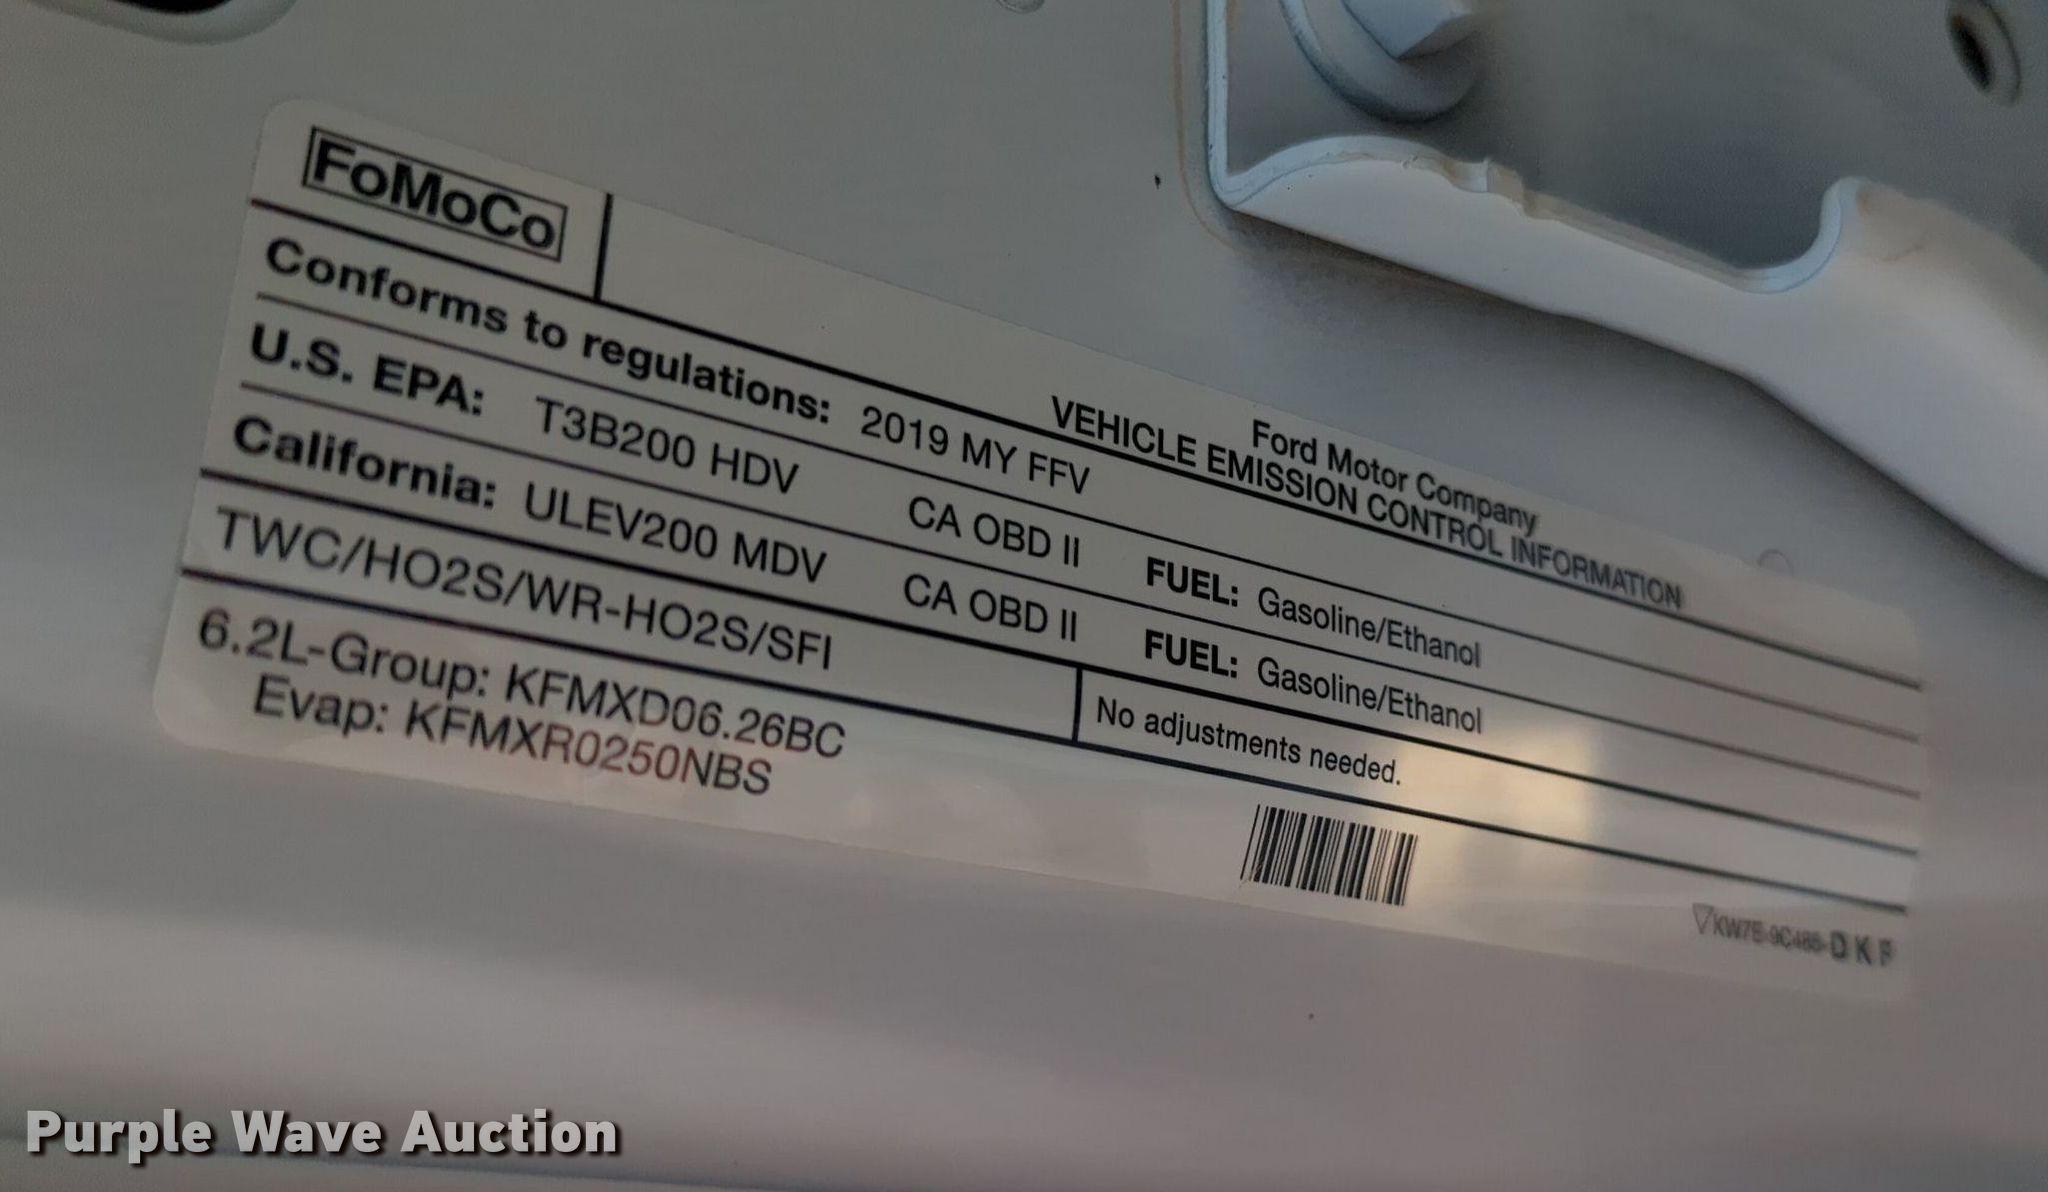 FoMoCo
Ford Motor Company
VEHICLE EMISSION CONTROL INFORMATION
Conforms to regulations: 2019 MY FFV
U.S. EPA: T3B200 HDV CA OBD II FUEL: Gasoline/Ethanol
California: ULEV200 MDV CA OBD II FUEL: Gasoline/Ethanol
TWC/HO2S/WR-HO2S/SFI No adjustments needed.
6.2L-Group: KFMXD06.26BC
Evap: KFMXR0250NBS
KW7E-9C485-DKF
Purple Wave Auction